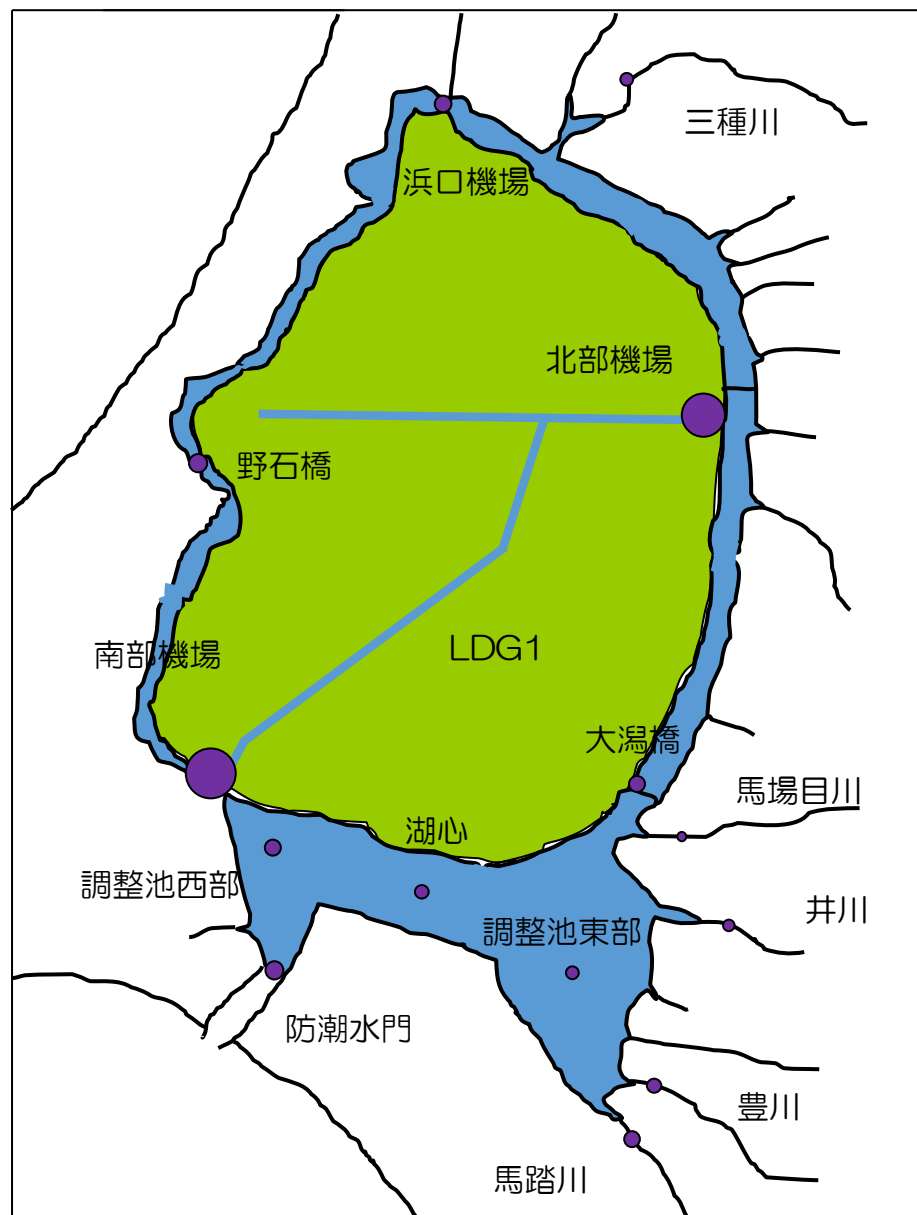 三種川
浜口機場
北部機場
野石橋
南部機場
LDG1
大潟橋
馬場目川
湖心
調整池西部
井川
調整池東部
防潮水門
豊川
馬踏川